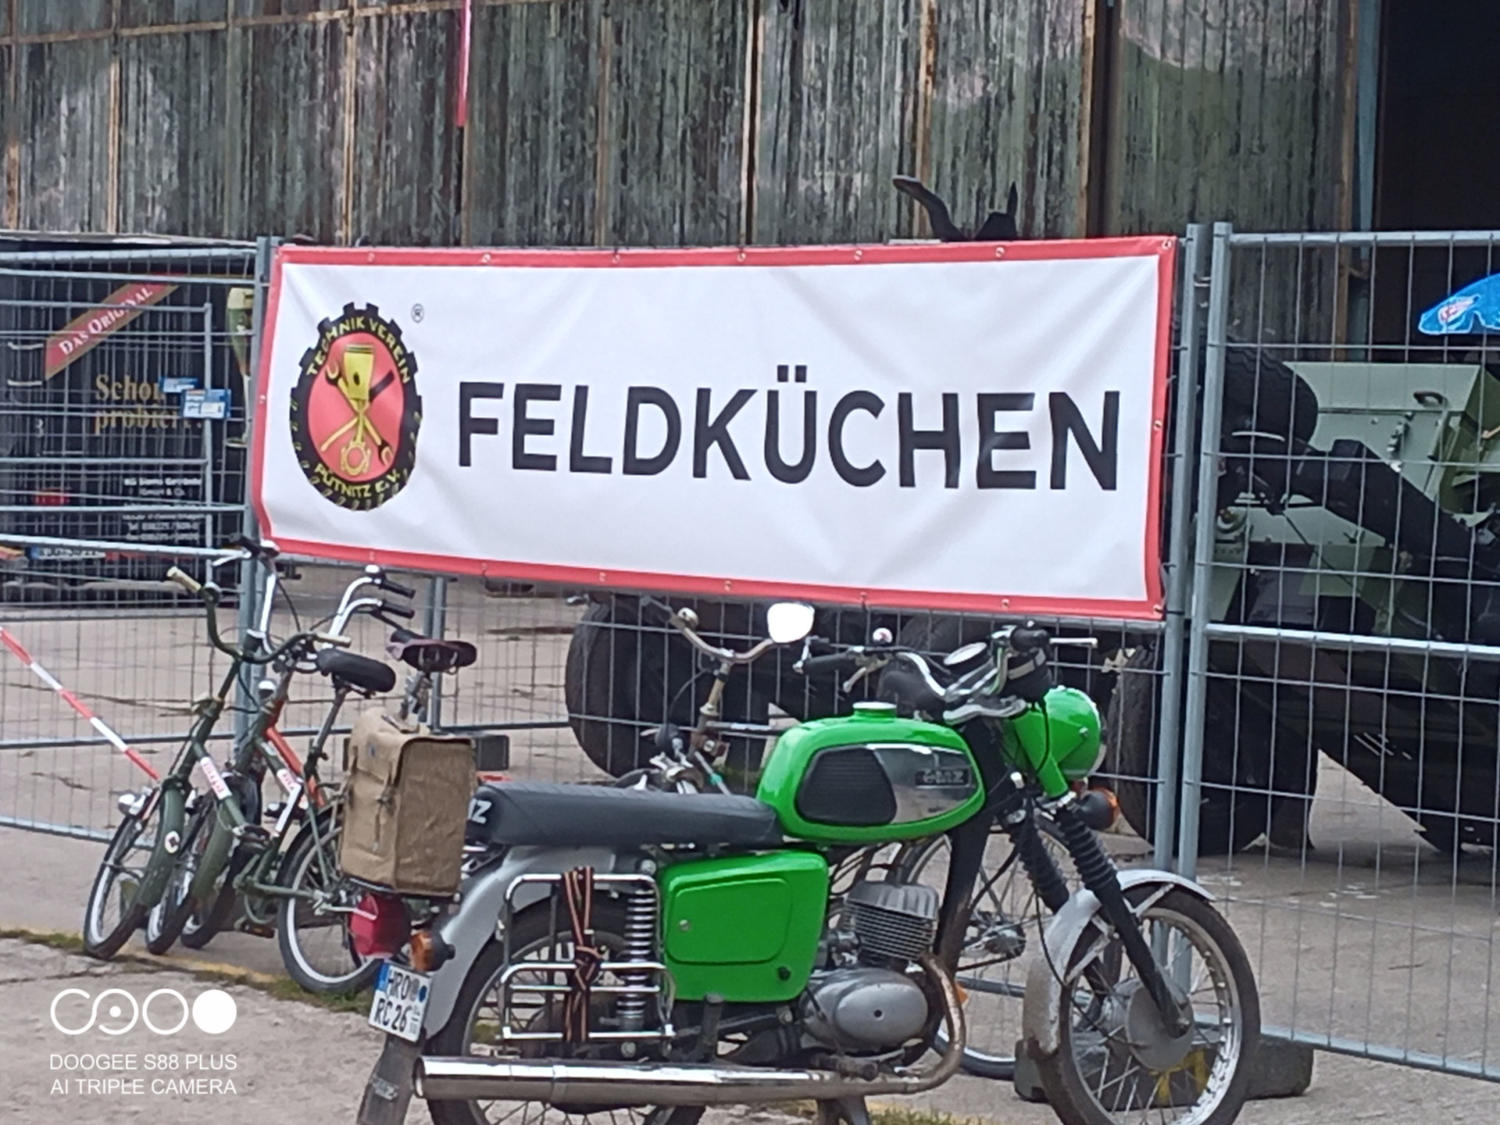 DAS ORIGINAL
Schon
probiert?
TECHNIK VEREIN
PÜTNITZ E.V.
®
FELDKÜCHEN
MZ
HRO
RC 26
DOOGEE S88 PLUS
AI TRIPLE CAMERA